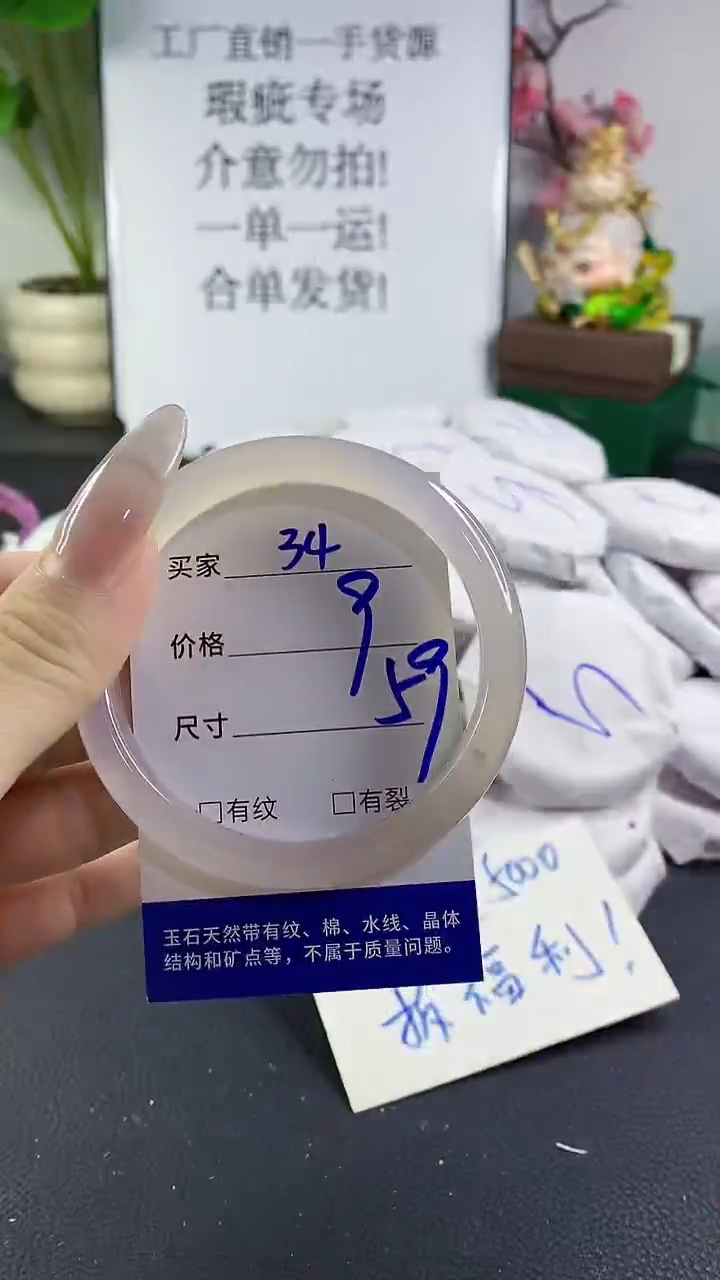 工厂直销一手货源
瑕疵专场
介意勿拍!
一单一运!
合单发货!
买家 34
价格 9
尺寸 59
□有纹 □有裂
玉石天然带有纹、棉、水线、晶体
结构和矿点等，不属于质量问题。
5000
拆福利!